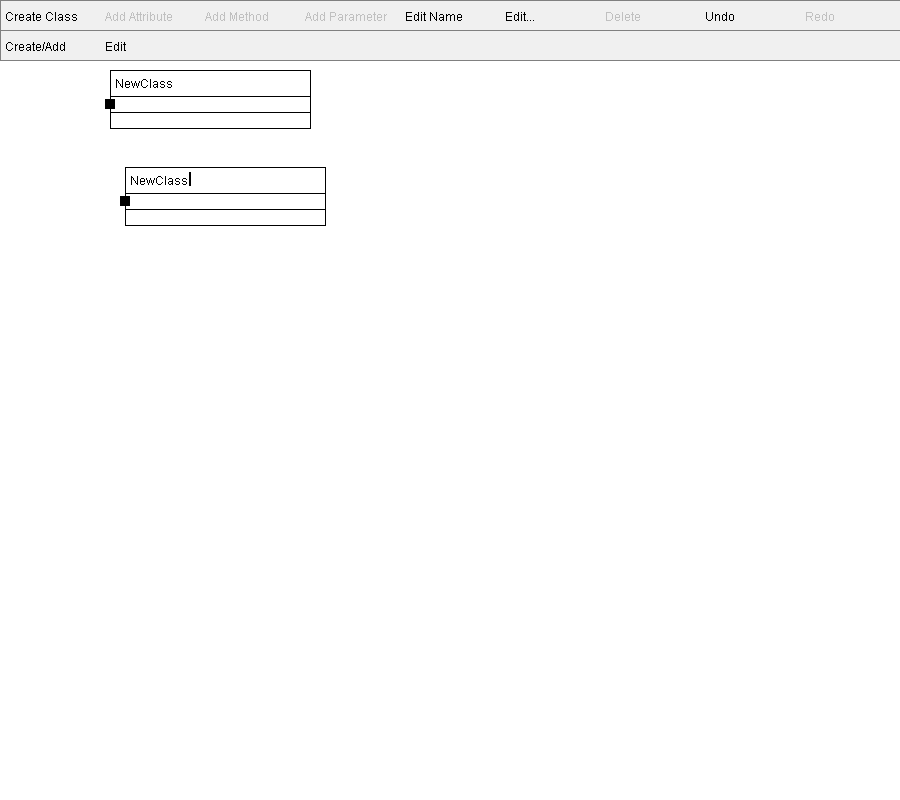 Create Class Add Attribute Add Method Add Parameter Edit Name Edit... Delete Undo Redo
Create/Add Edit
NewClass
NewClass